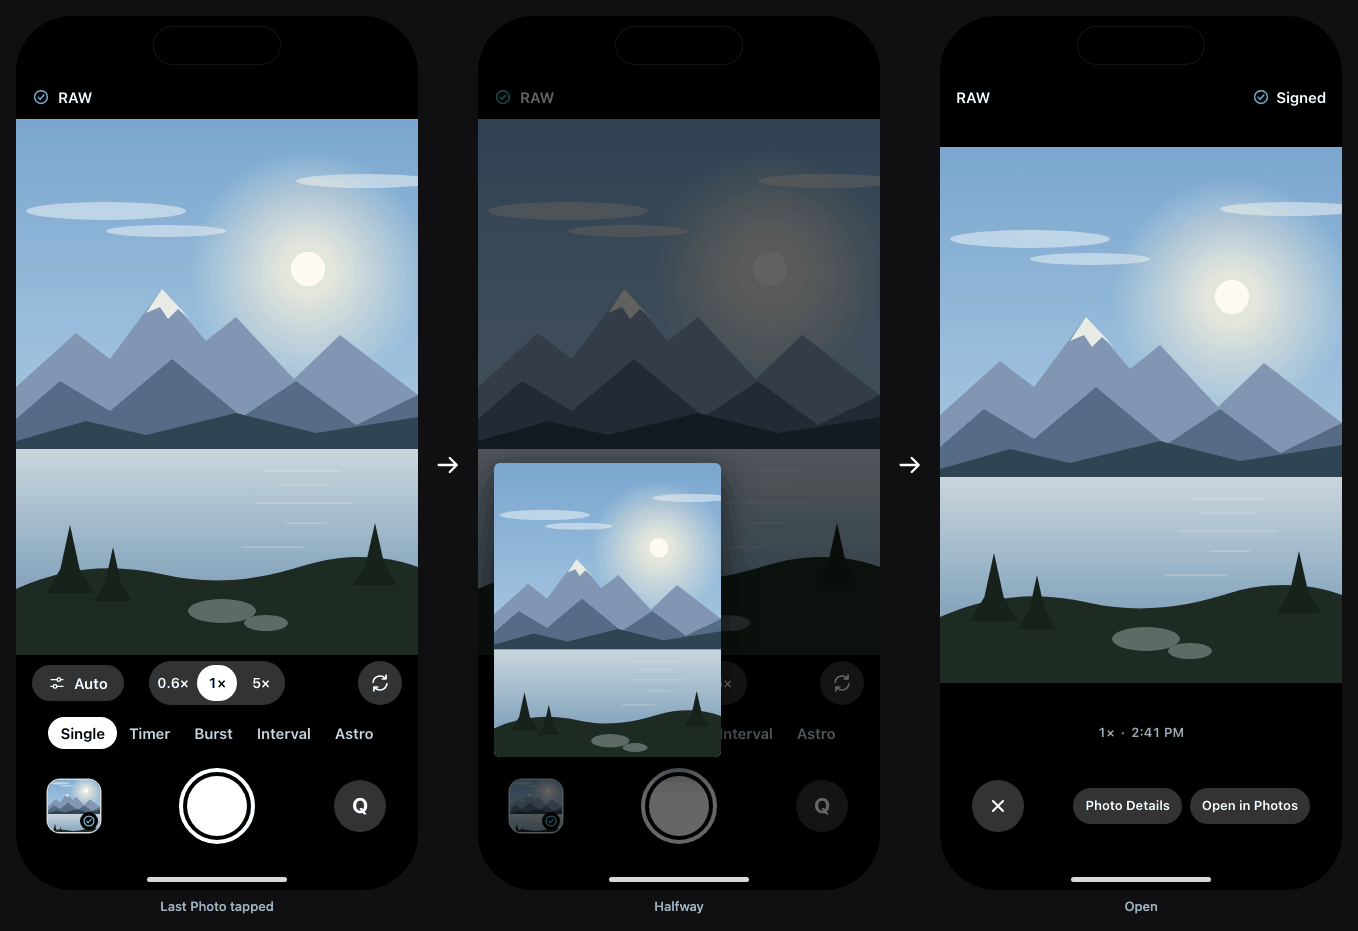 RAW
Auto
0.6× 1× 5×
Single Timer Burst Interval Astro
Q
Last Photo tapped
RAW
×
Interval Astro
Q
Halfway
RAW
Signed
1× · 2:41 PM
Photo Details
Open in Photos
Open